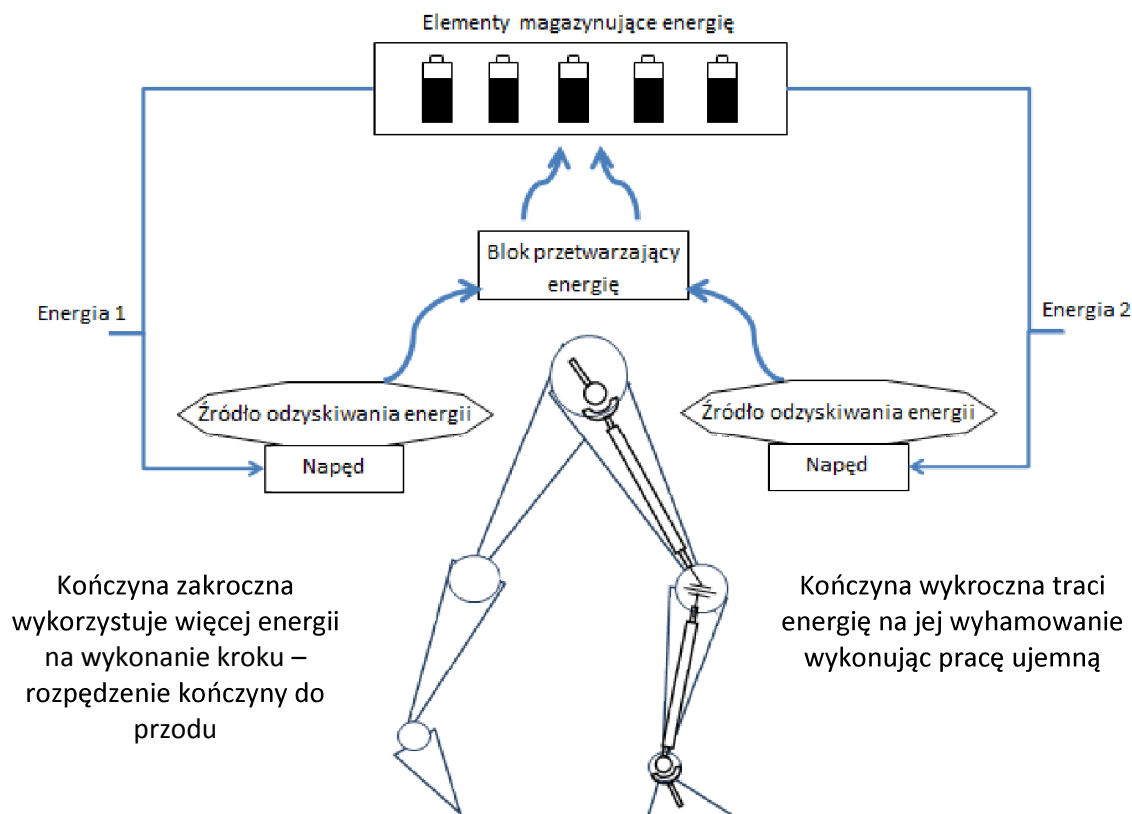 Elementy magazynujące energię
Blok przetwarzający
energię
Energia 1
Energia 2
Źródło odzyskiwania energii
Napęd
Źródło odzyskiwania energii
Napęd
Kończyna zakroczna
wykorzystuje więcej energii
na wykonanie kroku –
rozpędzenie kończyny do
przodu
Kończyna wykroczna traci
energię na jej wyhamowanie
wykonując pracę ujemną